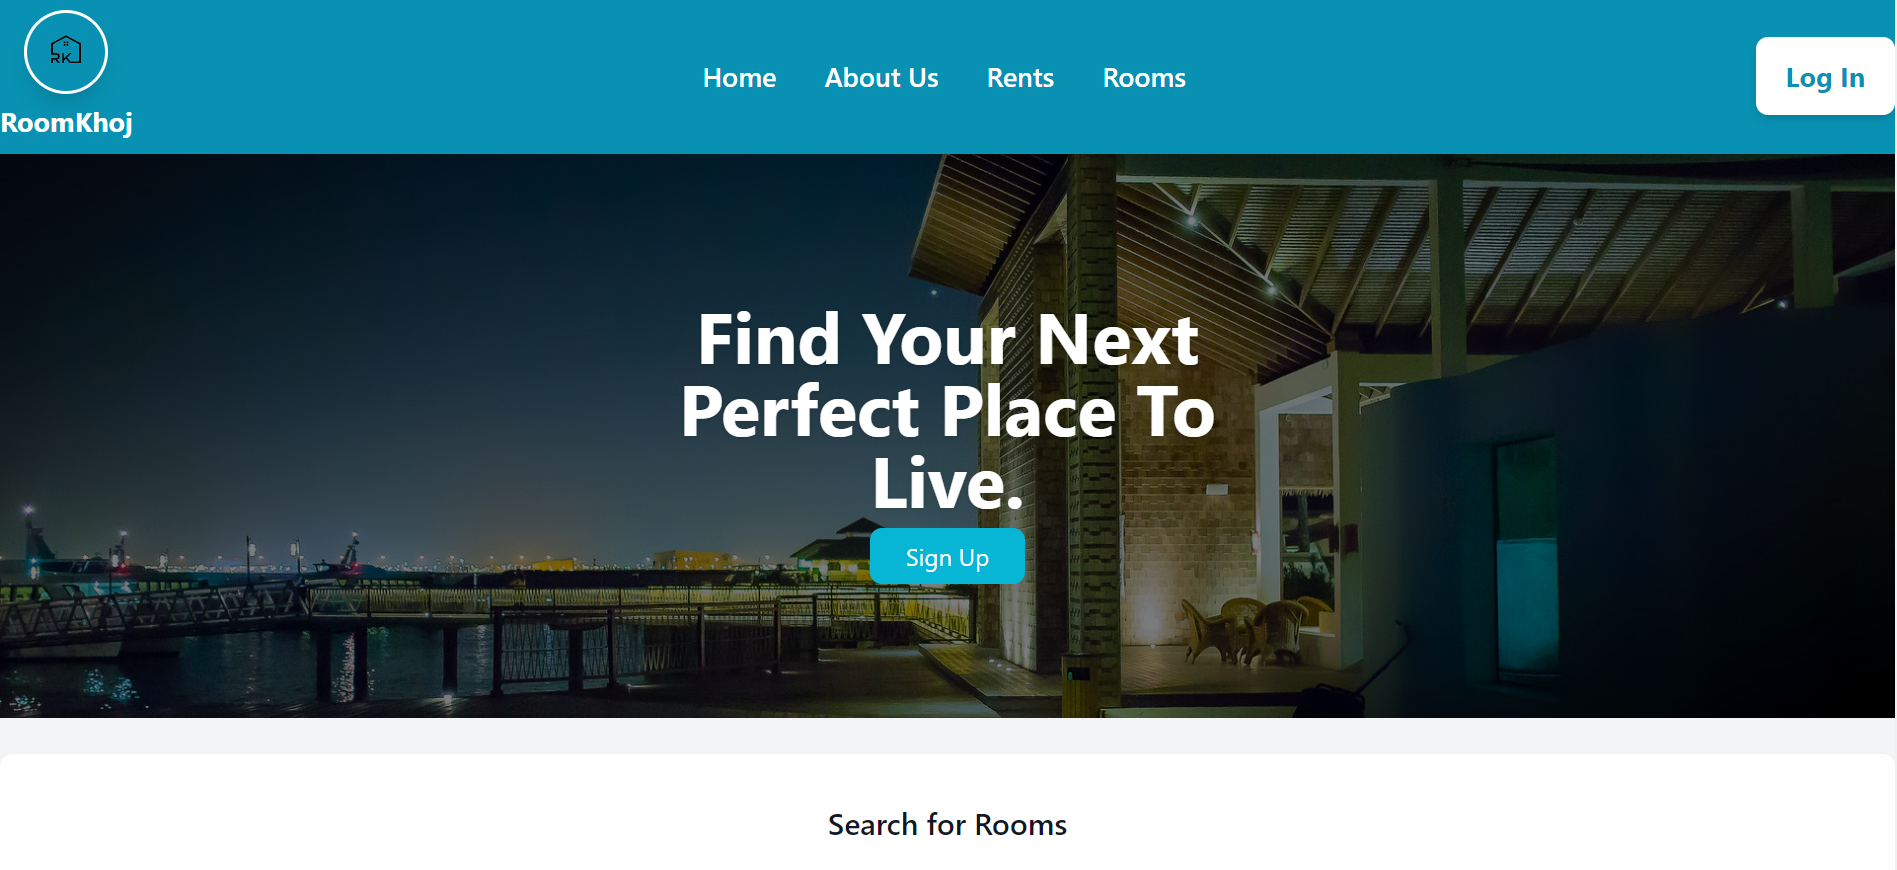 RK
RoomKhoj
Home About Us Rents Rooms
Log In
Find Your Next
Perfect Place To
Live.
Sign Up
Search for Rooms